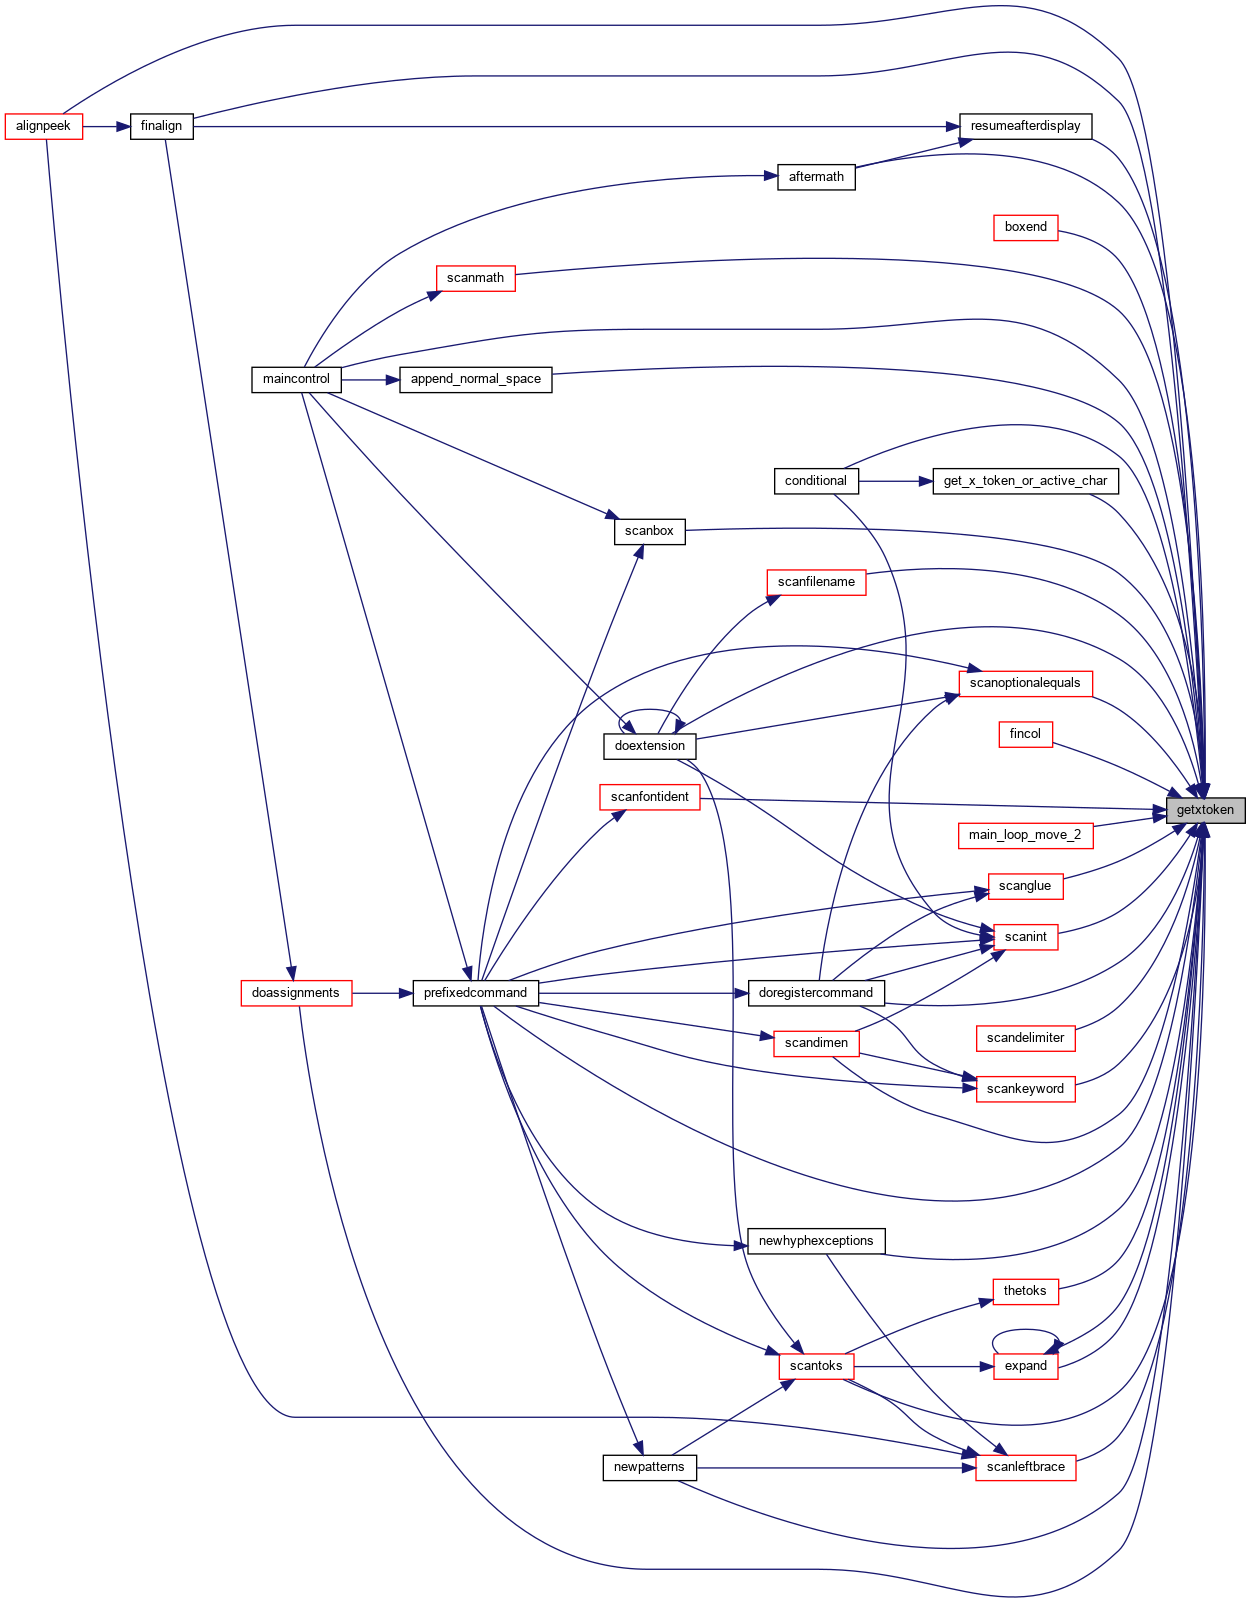 alignpeek
finalign
resumeafterdisplay
aftermath
boxend
scanmath
maincontrol
append_normal_space
conditional
get_x_token_or_active_char
scanbox
scanfilename
scanoptionalequals
fincol
doextension
scanfontident
getxtoken
main_loop_move_2
scanglue
scanint
doassignments
prefixedcommand
doregistercommand
scandelimiter
scandimen
scankeyword
newhyphexceptions
thetoks
scantoks
expand
newpatterns
scanleftbrace